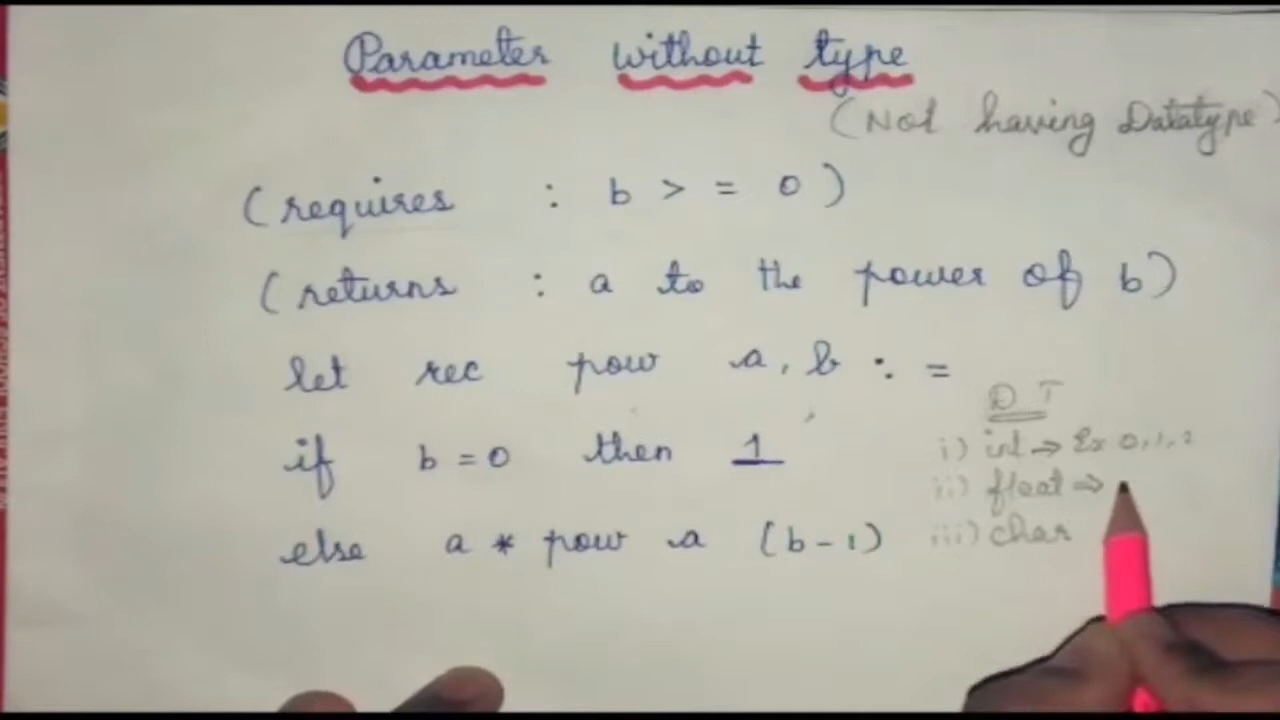 Parameter without type
(Not having Datatype)
(requires : b > = 0)
(returns : a to the power of b)
let rec pow a, b : =
if b = 0 then 1
else a * pow a (b - 1)
D T
i) int → Ex 0, 1, 2
ii) float →
iii) char